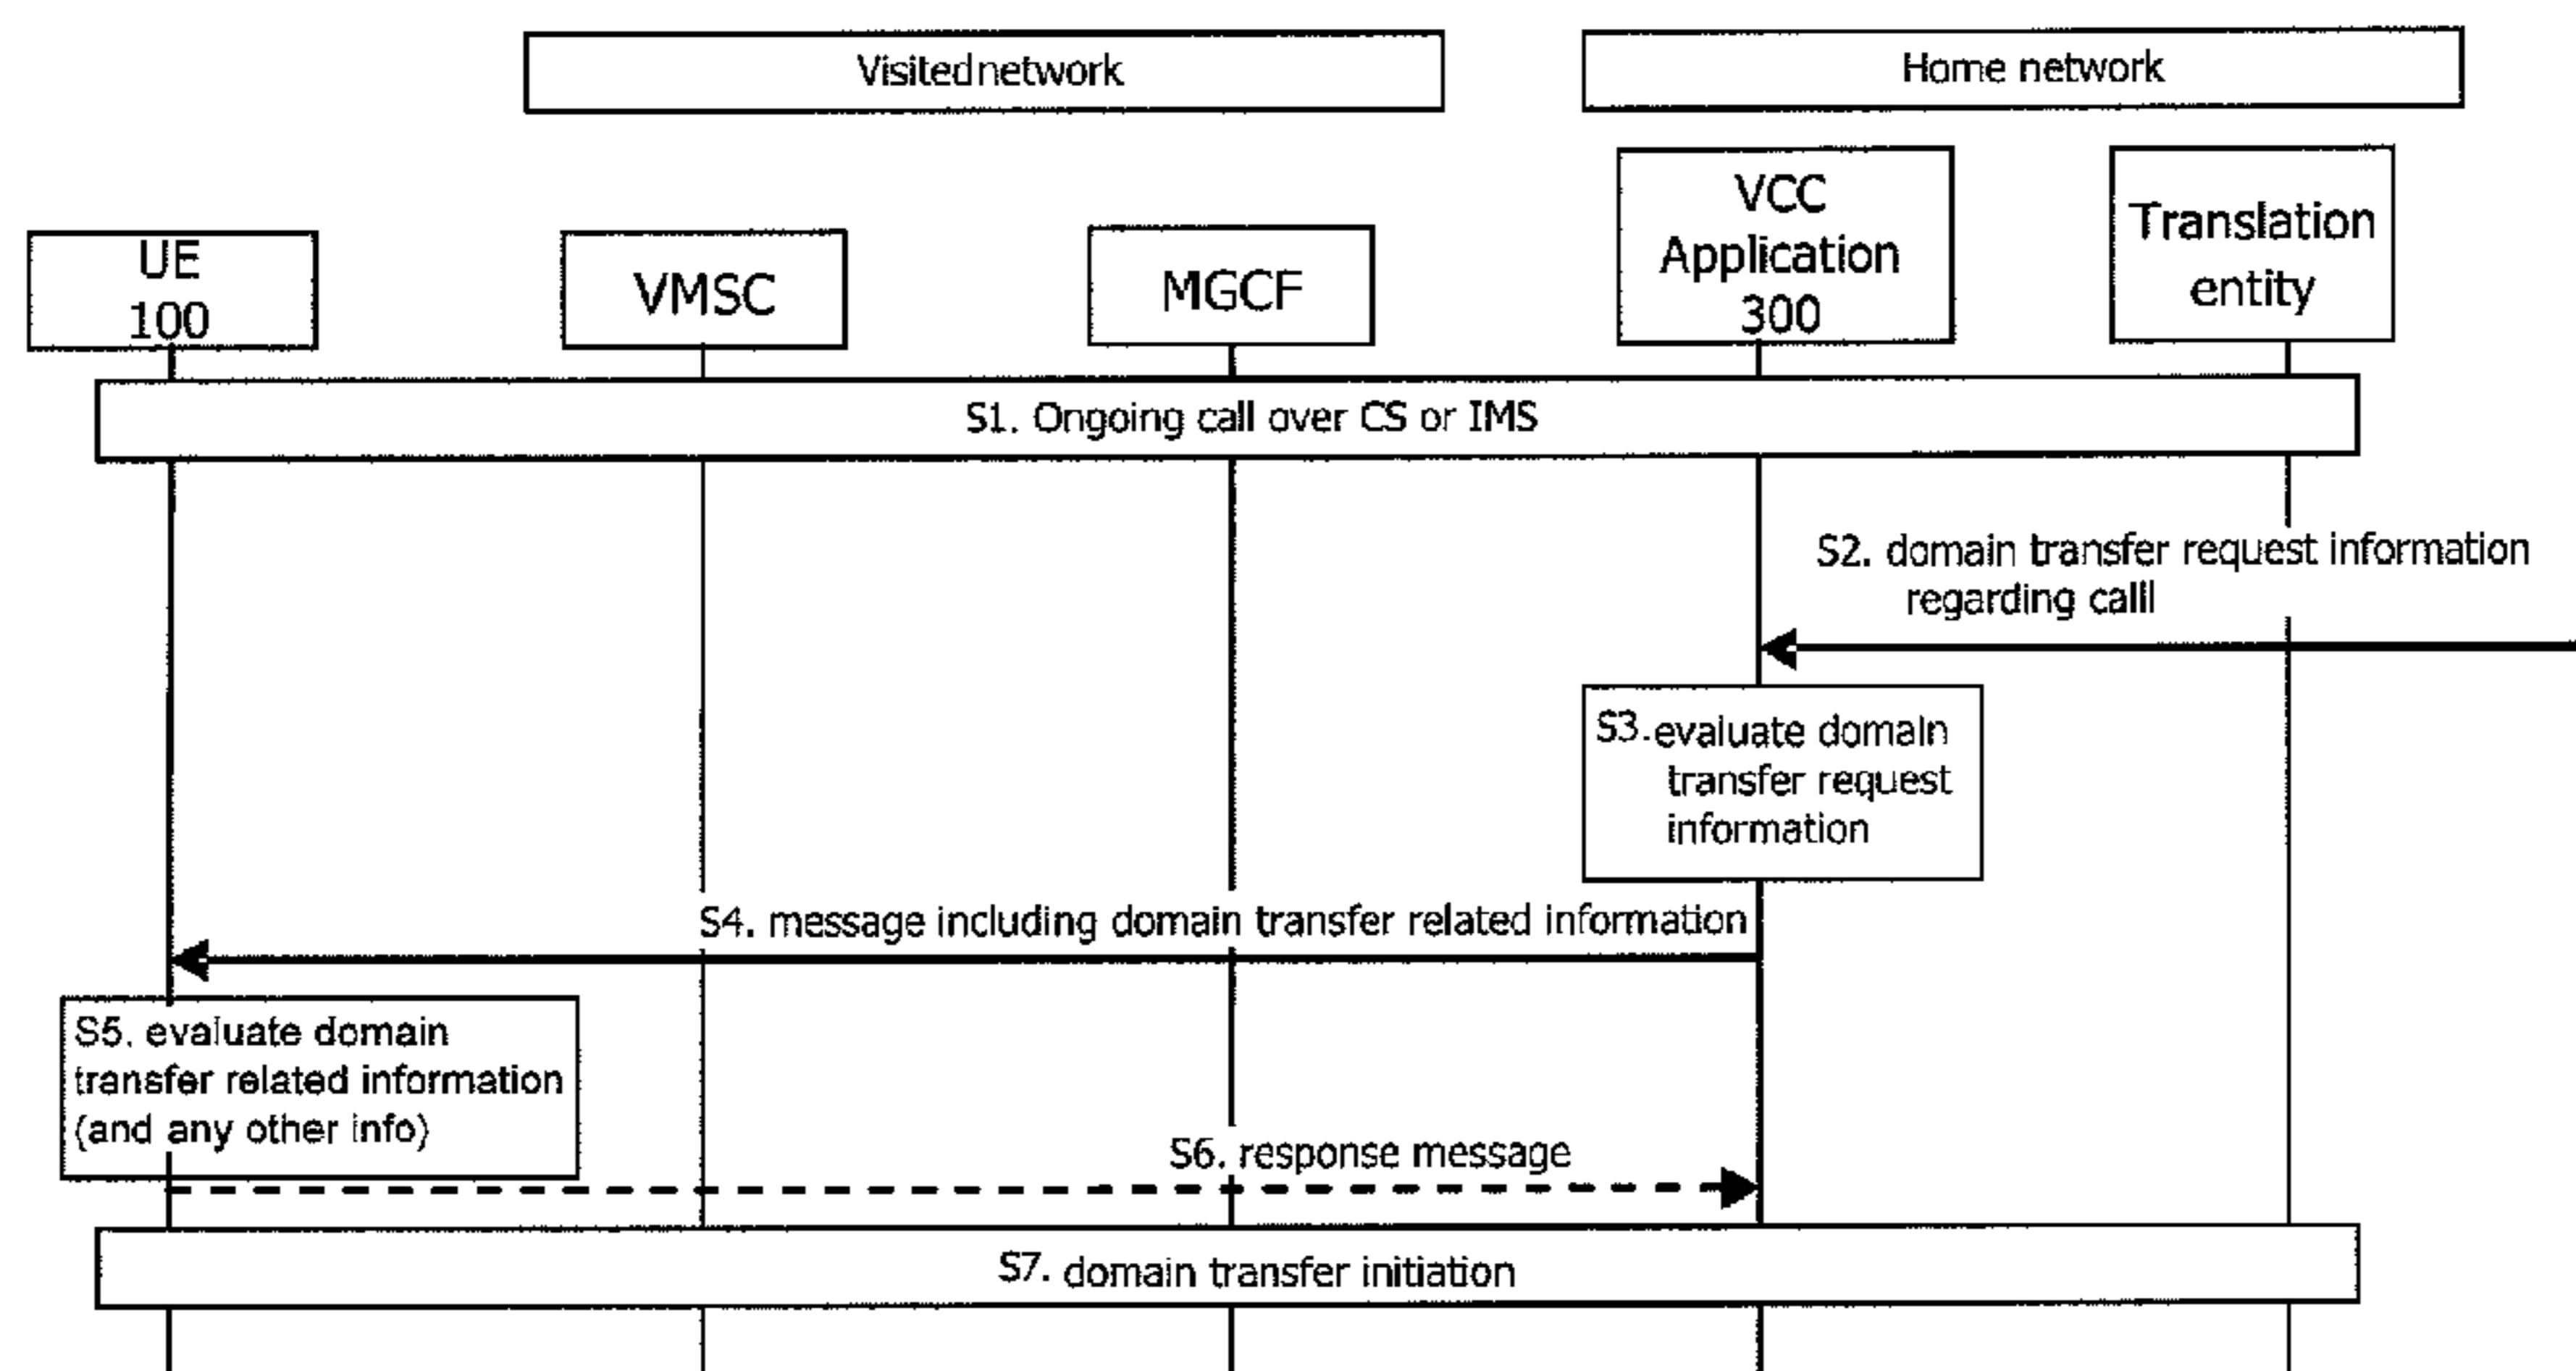 Visited network
Home network
UE
100
VMSC
MGCF
VCC
Application
300
Translation
entity
S1. Ongoing call over CS or IMS
S2. domain transfer request information
regarding calll
S3. evaluate domain
transfer request
information
S4. message including domain transfer related information
S5. evaluate domain
transfer related information
(and any other info)
S6. response message
S7. domain transfer initiation